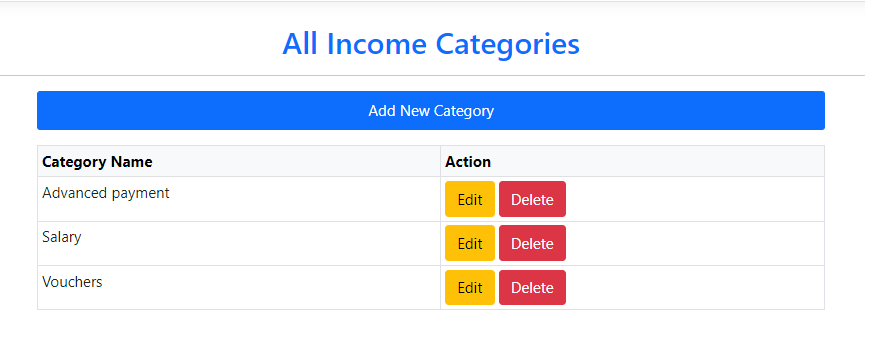 All Income Categories
Add New Category
Category Name Action
Advanced payment Edit Delete
Salary Edit Delete
Vouchers Edit Delete